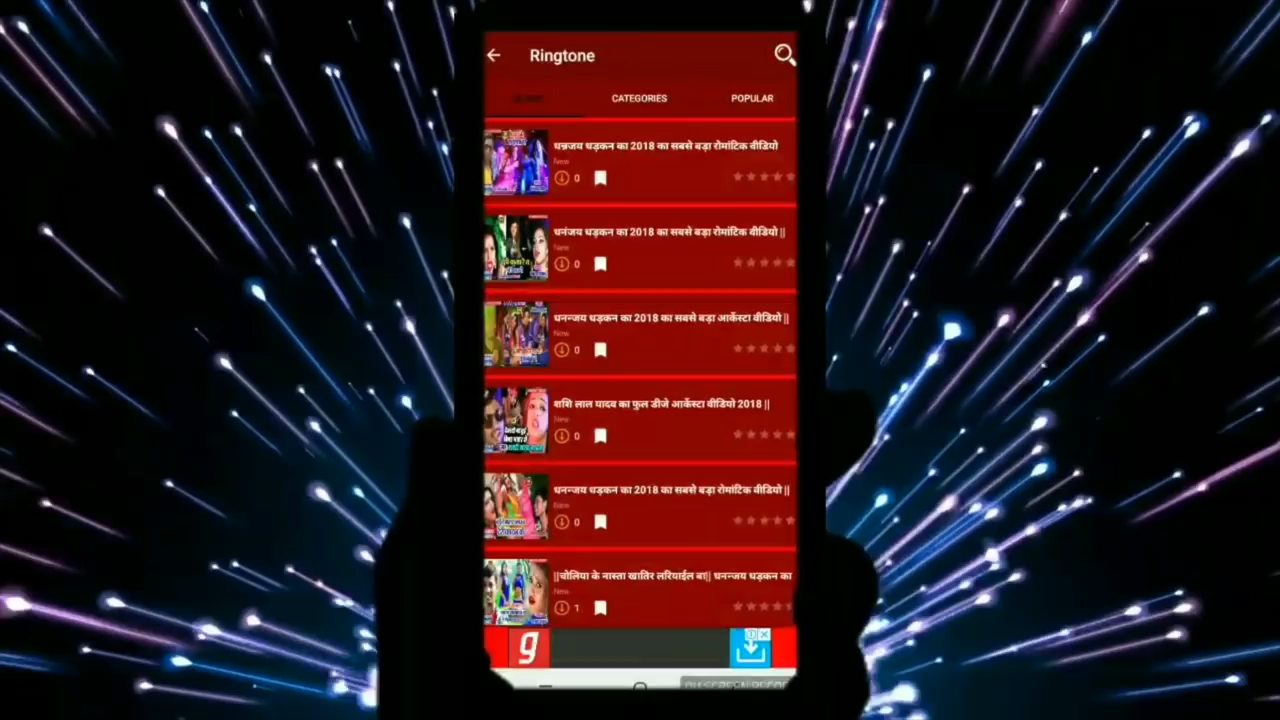 Ringtone
CATEGORIES
POPULAR
धन्नजय धड़कन का 2018 का सबसे बड़ा रोमांटिक वीडियो
New
0
धनंजय धड़कन का 2018 का सबसे बड़ा रोमांटिक वीडियो ||
New
0
धनन्जय धड़कन का 2018 का सबसे बड़ा आर्केस्टा वीडियो ||
New
0
शशि लाल यादव का फुल डीजे आर्केस्टा वीडियो 2018 ||
New
0
धनन्जय धड़कन का 2018 का सबसे बड़ा रोमांटिक वीडियो ||
New
0
||चोलिया के नास्ता खातिर लरियाईल बा|| धनन्जय धड़कन का
New
1
g